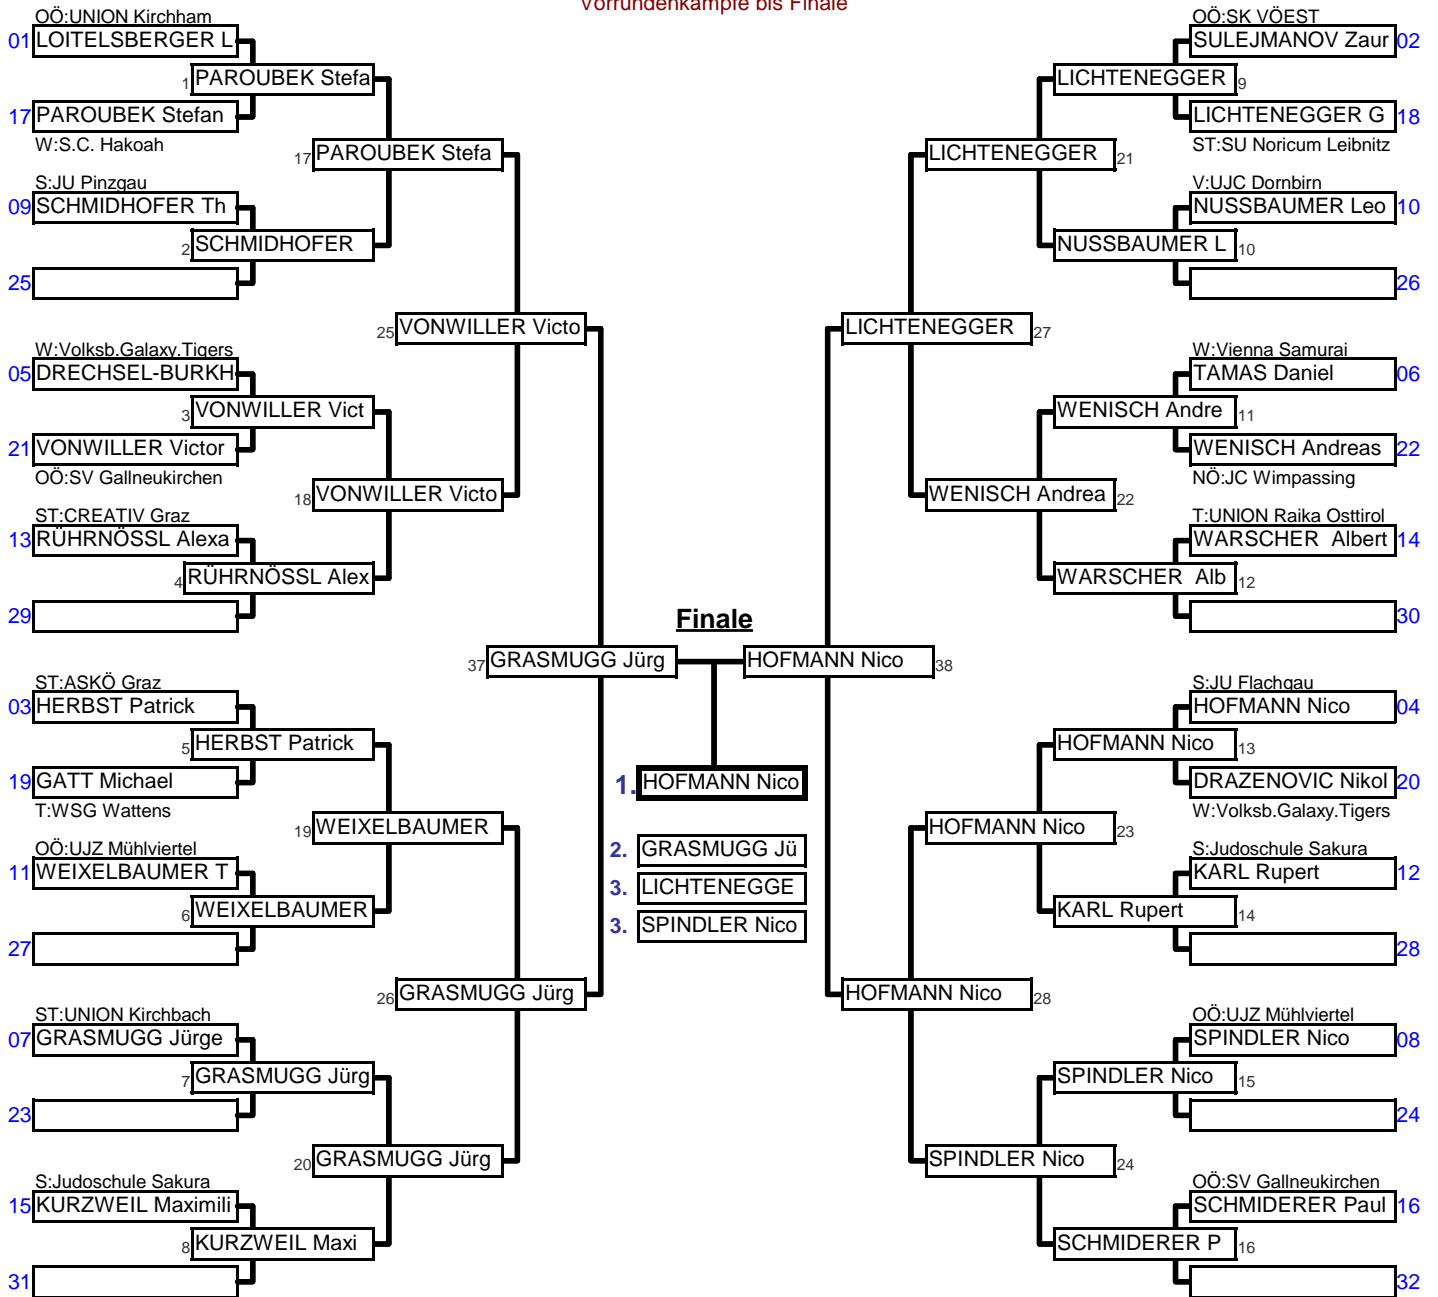 Vorrundenkämpfe bis Finale
OÖ:UNION Kirchham
01 LOITELSBERGER L
1 PAROUBEK Stefa
17 PAROUBEK Stefan
W:S.C. Hakoah
17 PAROUBEK Stefa
S:JU Pinzgau
09 SCHMIDHOFER Th
2 SCHMIDHOFER
25
25 VONWILLER Victo
W:Volksb.Galaxy.Tigers
05 DRECHSEL-BURKH
3 VONWILLER Vict
21 VONWILLER Victor
OÖ:SV Gallneukirchen
18 VONWILLER Victo
ST:CREATIV Graz
13 RÜHRNÖSSL Alexa
4 RÜHRNÖSSL Alex
29
37 GRASMUGG Jürg
ST:ASKÖ Graz
03 HERBST Patrick
5 HERBST Patrick
19 GATT Michael
T:WSG Wattens
19 WEIXELBAUMER
OÖ:UJZ Mühlviertel
11 WEIXELBAUMER T
6 WEIXELBAUMER
27
26 GRASMUGG Jürg
ST:UNION Kirchbach
07 GRASMUGG Jürge
7 GRASMUGG Jürg
23
20 GRASMUGG Jürg
S:Judoschule Sakura
15 KURZWEIL Maximili
8 KURZWEIL Maxi
31
Finale
1. HOFMANN Nico
2. GRASMUGG Jü
3. LICHTENEGGE
3. SPINDLER Nico
OÖ:SK VÖEST
SULEJMANOV Zaur 02
LICHTENEGGER 9
LICHTENEGGER G 18
ST:SU Noricum Leibnitz
LICHTENEGGER 21
V:UJC Dornbirn
NUSSBAUMER Leo 10
NUSSBAUMER L 10
26
LICHTENEGGER 27
W:Vienna Samurai
TAMAS Daniel 06
WENISCH Andre 11
WENISCH Andreas 22
NÖ:JC Wimpassing
WENISCH Andrea 22
T:UNION Raika Osttirol
WARSCHER Albert 14
WARSCHER Alb 12
30
HOFMANN Nico 38
S:JU Flachgau
HOFMANN Nico 04
HOFMANN Nico 13
DRAZENOVIC Nikol 20
W:Volksb.Galaxy.Tigers
HOFMANN Nico 23
S:Judoschule Sakura
KARL Rupert 12
KARL Rupert 14
28
HOFMANN Nico 28
OÖ:UJZ Mühlviertel
SPINDLER Nico 08
SPINDLER Nico 15
24
SPINDLER Nico 24
OÖ:SV Gallneukirchen
SCHMIDERER Paul 16
SCHMIDERER P 16
32